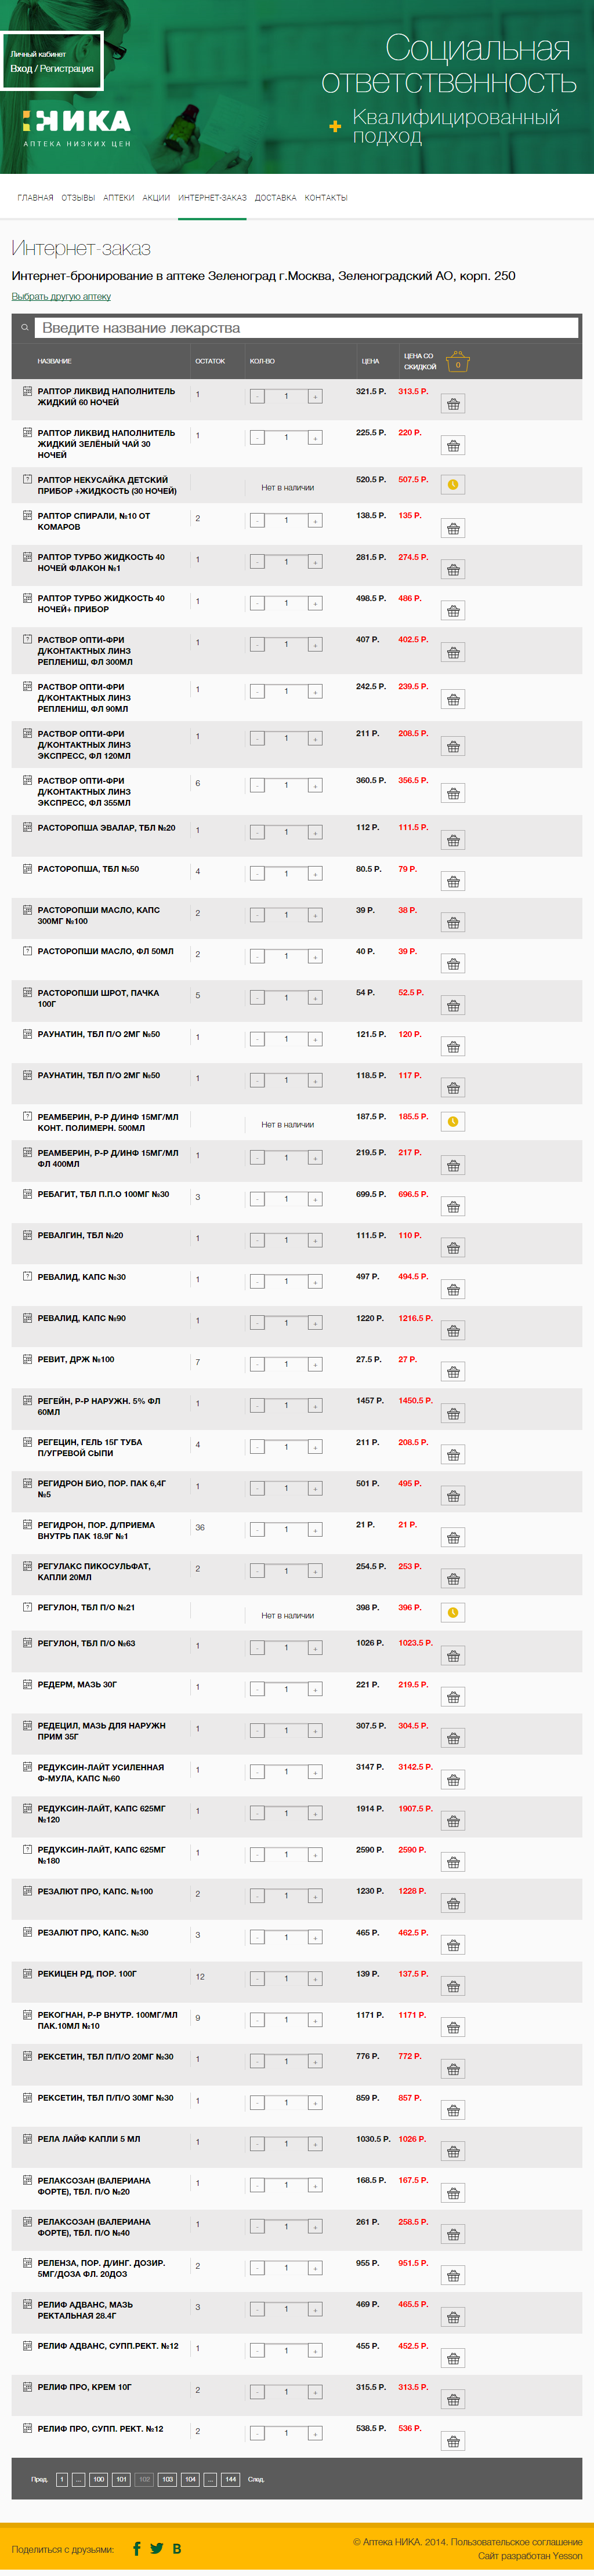 Личный кабинет
Вход / Регистрация
Социальная
ответственность
Квалифицированный
подход
НИКА
АПТЕКА НИЗКИХ ЦЕН
ГЛАВНАЯ ОТЗЫВЫ АПТЕКИ АКЦИИ ИНТЕРНЕТ-ЗАКАЗ ДОСТАВКА КОНТАКТЫ
Интернет-заказ
Интернет-бронирование в аптеке Зеленоград г.Москва, Зеленоградский АО, корп. 250
Выбрать другую аптеку
Введите название лекарства
НАЗВАНИЕ ОСТАТОК КОЛ-ВО ЦЕНА ЦЕНА СО СКИДКОЙ 0
РАПТОР ЛИКВИД НАПОЛНИТЕЛЬ 1 - 1 + 321.5 Р. 313.5 Р.
ЖИДКИЙ 60 НОЧЕЙ
РАПТОР ЛИКВИД НАПОЛНИТЕЛЬ 1 - 1 + 225.5 Р. 220 Р.
ЖИДКИЙ ЗЕЛЁНЫЙ ЧАЙ 30
НОЧЕЙ
РАПТОР НЕКУСАЙКА ДЕТСКИЙ Нет в наличии 520.5 Р. 507.5 Р.
ПРИБОР +ЖИДКОСТЬ (30 НОЧЕЙ)
РАПТОР СПИРАЛИ, №10 ОТ 2 - 1 + 138.5 Р. 135 Р.
КОМАРОВ
РАПТОР ТУРБО ЖИДКОСТЬ 40 1 - 1 + 281.5 Р. 274.5 Р.
НОЧЕЙ ФЛАКОН №1
РАПТОР ТУРБО ЖИДКОСТЬ 40 1 - 1 + 498.5 Р. 486 Р.
НОЧЕЙ+ ПРИБОР
РАСТВОР ОПТИ-ФРИ 1 - 1 + 407 Р. 402.5 Р.
Д/КОНТАКТНЫХ ЛИНЗ
РЕПЛЕНИШ, ФЛ 300МЛ
РАСТВОР ОПТИ-ФРИ 1 - 1 + 242.5 Р. 239.5 Р.
Д/КОНТАКТНЫХ ЛИНЗ
РЕПЛЕНИШ, ФЛ 90МЛ
РАСТВОР ОПТИ-ФРИ 1 - 1 + 211 Р. 208.5 Р.
Д/КОНТАКТНЫХ ЛИНЗ
ЭКСПРЕСС, ФЛ 120МЛ
РАСТВОР ОПТИ-ФРИ 6 - 1 + 360.5 Р. 356.5 Р.
Д/КОНТАКТНЫХ ЛИНЗ
ЭКСПРЕСС, ФЛ 355МЛ
РАСТОРОПША ЭВАЛАР, ТБЛ №20 1 - 1 + 112 Р. 111.5 Р.
РАСТОРОПША, ТБЛ №50 4 - 1 + 80.5 Р. 79 Р.
РАСТОРОПШИ МАСЛО, КАПС 2 - 1 + 39 Р. 38 Р.
300МГ №100
РАСТОРОПШИ МАСЛО, ФЛ 50МЛ 2 - 1 + 40 Р. 39 Р.
РАСТОРОПШИ ШРОТ, ПАЧКА 5 - 1 + 54 Р. 52.5 Р.
100Г
РАУНАТИН, ТБЛ П/О 2МГ №50 1 - 1 + 121.5 Р. 120 Р.
РАУНАТИН, ТБЛ П/О 2МГ №50 1 - 1 + 118.5 Р. 117 Р.
РЕАМБЕРИН, Р-Р Д/ИНФ 15МГ/МЛ Нет в наличии 187.5 Р. 185.5 Р.
КОНТ. ПОЛИМЕРН. 500МЛ
РЕАМБЕРИН, Р-Р Д/ИНФ 15МГ/МЛ 1 - 1 + 219.5 Р. 217 Р.
ФЛ 400МЛ
РЕБАГИТ, ТБЛ П.П.О 100МГ №30 3 - 1 + 699.5 Р. 696.5 Р.
РЕВАЛГИН, ТБЛ №20 1 - 1 + 111.5 Р. 110 Р.
РЕВАЛИД, КАПС №30 1 - 1 + 497 Р. 494.5 Р.
РЕВАЛИД, КАПС №90 1 - 1 + 1220 Р. 1216.5 Р.
РЕВИТ, ДРЖ №100 7 - 1 + 27.5 Р. 27 Р.
РЕГЕЙН, Р-Р НАРУЖН. 5% ФЛ 1 - 1 + 1457 Р. 1450.5 Р.
60МЛ
РЕГЕЦИН, ГЕЛЬ 15Г ТУБА 4 - 1 + 211 Р. 208.5 Р.
П/УГРЕВОЙ СЫПИ
РЕГИДРОН БИО, ПОР. ПАК 6,4Г 1 - 1 + 501 Р. 495 Р.
№5
РЕГИДРОН, ПОР. Д/ПРИЕМА 36 - 1 + 21 Р. 21 Р.
ВНУТРЬ ПАК 18.9Г №1
РЕГУЛАКС ПИКОСУЛЬФАТ, 2 - 1 + 254.5 Р. 253 Р.
КАПЛИ 20МЛ
РЕГУЛОН, ТБЛ П/О №21 Нет в наличии 398 Р. 396 Р.
РЕГУЛОН, ТБЛ П/О №63 1 - 1 + 1026 Р. 1023.5 Р.
РЕДЕРМ, МАЗЬ 30Г 1 - 1 + 221 Р. 219.5 Р.
РЕДЕЦИЛ, МАЗЬ ДЛЯ НАРУЖН 1 - 1 + 307.5 Р. 304.5 Р.
ПРИМ 35Г
РЕДУКСИН-ЛАЙТ УСИЛЕННАЯ 1 - 1 + 3147 Р. 3142.5 Р.
Ф-МУЛА, КАПС №60
РЕДУКСИН-ЛАЙТ, КАПС 625МГ 1 - 1 + 1914 Р. 1907.5 Р.
№120
РЕДУКСИН-ЛАЙТ, КАПС 625МГ 1 - 1 + 2590 Р. 2590 Р.
№180
РЕЗАЛЮТ ПРО, КАПС. №100 2 - 1 + 1230 Р. 1228 Р.
РЕЗАЛЮТ ПРО, КАПС. №30 3 - 1 + 465 Р. 462.5 Р.
РЕКИЦЕН РД, ПОР. 100Г 12 - 1 + 139 Р. 137.5 Р.
РЕКОГНАН, Р-Р ВНУТР. 100МГ/МЛ 9 - 1 + 1171 Р. 1171 Р.
ПАК.10МЛ №10
РЕКСЕТИН, ТБЛ П/П/О 20МГ №30 1 - 1 + 776 Р. 772 Р.
РЕКСЕТИН, ТБЛ П/П/О 30МГ №30 1 - 1 + 859 Р. 857 Р.
РЕЛА ЛАЙФ КАПЛИ 5 МЛ 1 - 1 + 1030.5 Р. 1026 Р.
РЕЛАКСОЗАН (ВАЛЕРИАНА 1 - 1 + 168.5 Р. 167.5 Р.
ФОРТЕ), ТБЛ. П/О №20
РЕЛАКСОЗАН (ВАЛЕРИАНА 1 - 1 + 261 Р. 258.5 Р.
ФОРТЕ), ТБЛ. П/О №40
РЕЛЕНЗА, ПОР. Д/ИНГ. ДОЗИР. 2 - 1 + 955 Р. 951.5 Р.
5МГ/ДОЗА ФЛ. 20ДОЗ
РЕЛИФ АДВАНС, МАЗЬ 3 - 1 + 469 Р. 465.5 Р.
РЕКТАЛЬНАЯ 28.4Г
РЕЛИФ АДВАНС, СУПП.РЕКТ. №12 1 - 1 + 455 Р. 452.5 Р.
РЕЛИФ ПРО, КРЕМ 10Г 2 - 1 + 315.5 Р. 313.5 Р.
РЕЛИФ ПРО, СУПП. РЕКТ. №12 2 - 1 + 538.5 Р. 536 Р.
Пред. 1 ... 100 101 102 103 104 ... 144 След.
Поделиться с друзьями:
© Аптека НИКА. 2014. Пользовательское соглашение
Сайт разработан Yesson